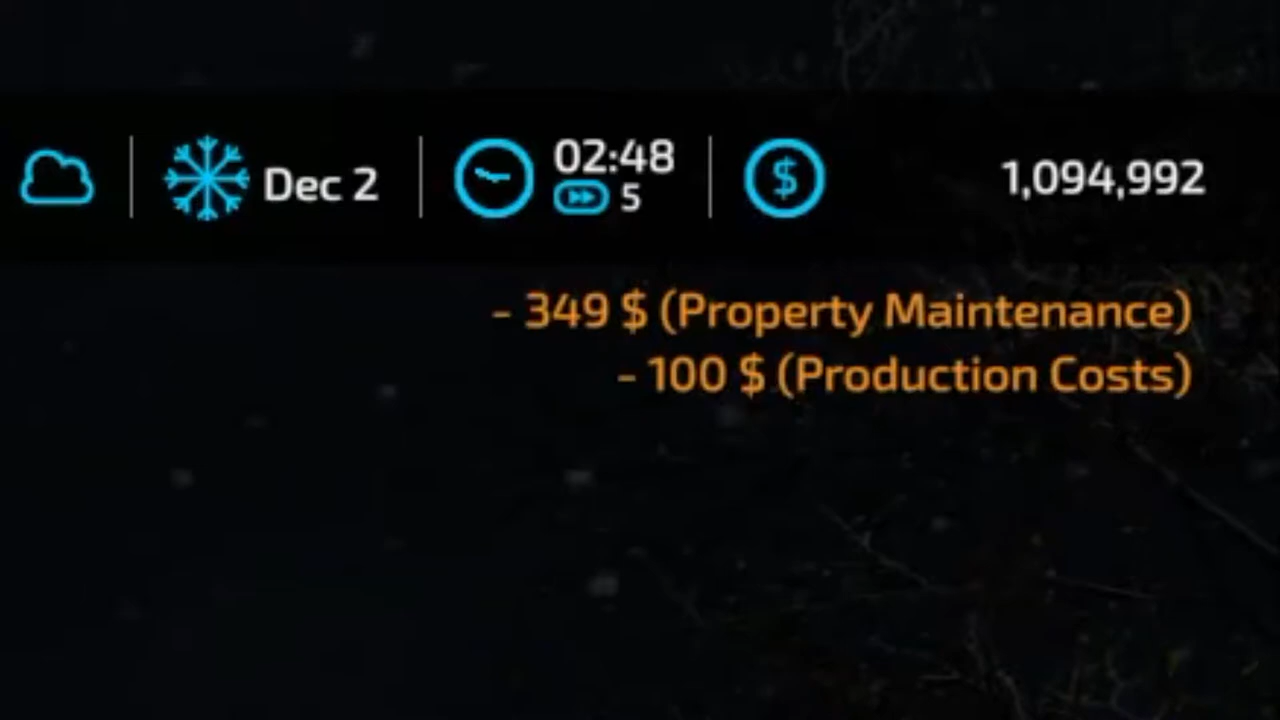 Dec 2
02:48
5
$
1,094,992
- 349 $ (Property Maintenance)
- 100 $ (Production Costs)